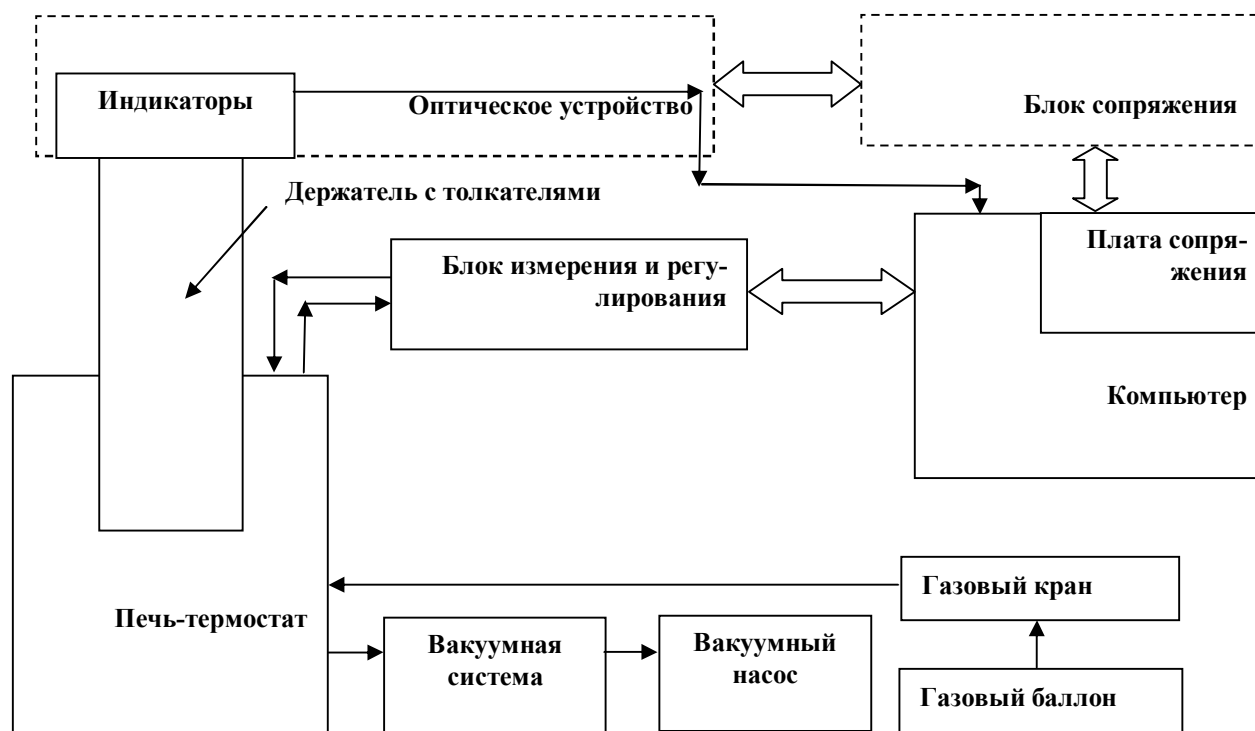 Индикаторы
Оптическое устройство
Блок сопряжения
Держатель с толкателями
Блок измерения и регу-
лирования
Плата сопря-
жения
Компьютер
Газовый кран
Печь-термостат
Вакуумная
система
Вакуумный
насос
Газовый баллон